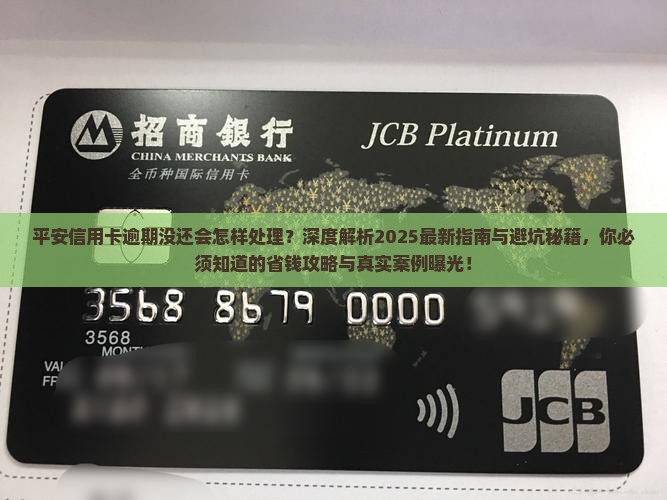 招商銀行
JCB Platinum
CHINA MERCHANTS BANK
全币种国际信用卡
平安信用卡逾期没还会怎样处理？深度解析2025最新指南与避坑秘籍，你必
须知道的省钱攻略与真实案例曝光！
3568 8679 0000
3568
MONT
VAL
FR
JCB